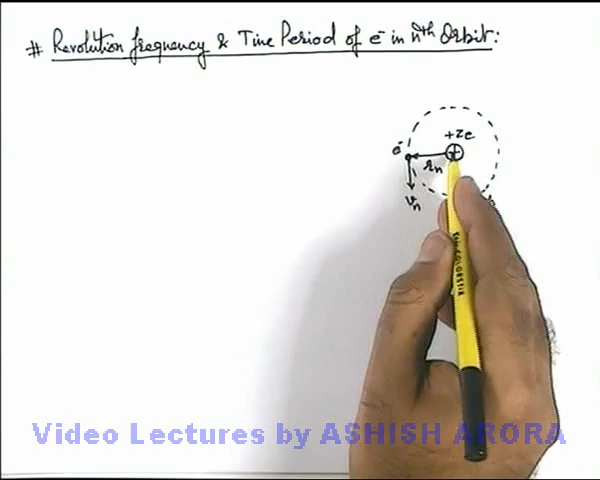 # Revolution frequency & Time Period of e⁻ in nth Orbit:
+Ze
e⁻
rₙ
vₙ
Video Lectures by ASHISH ARORA